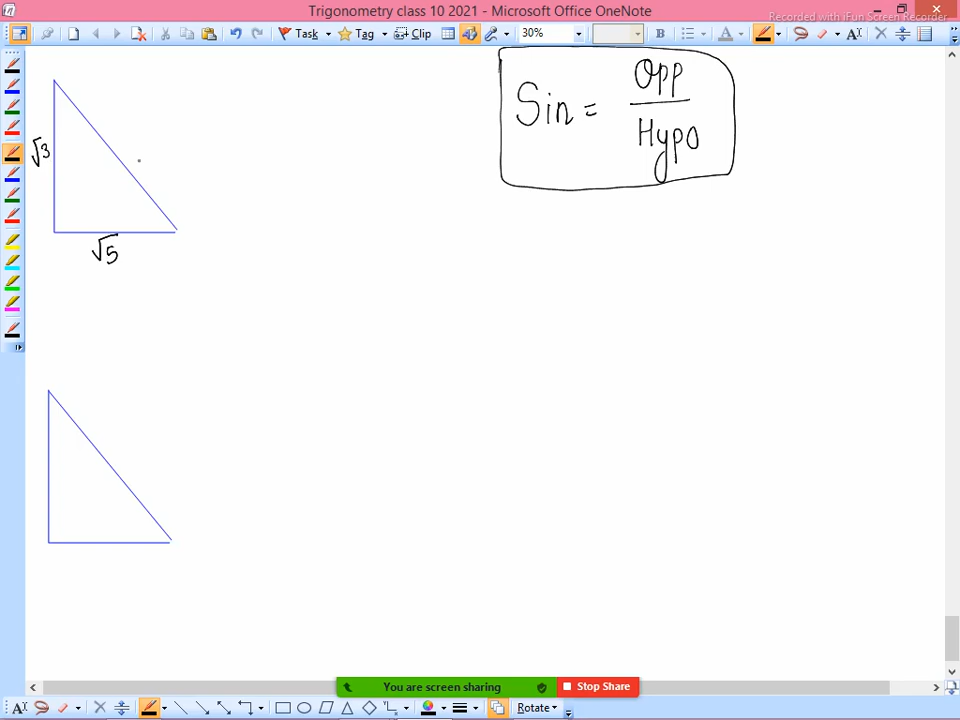 Trigonometry class 10 2021 - Microsoft Office OneNote
Recorded with iFun Screen Recorder
Task
Tag
Clip
30%
B
A
A
Opp
Sin =
Hypo
√3
√5
You are screen sharing
Stop Share
A
Rotate